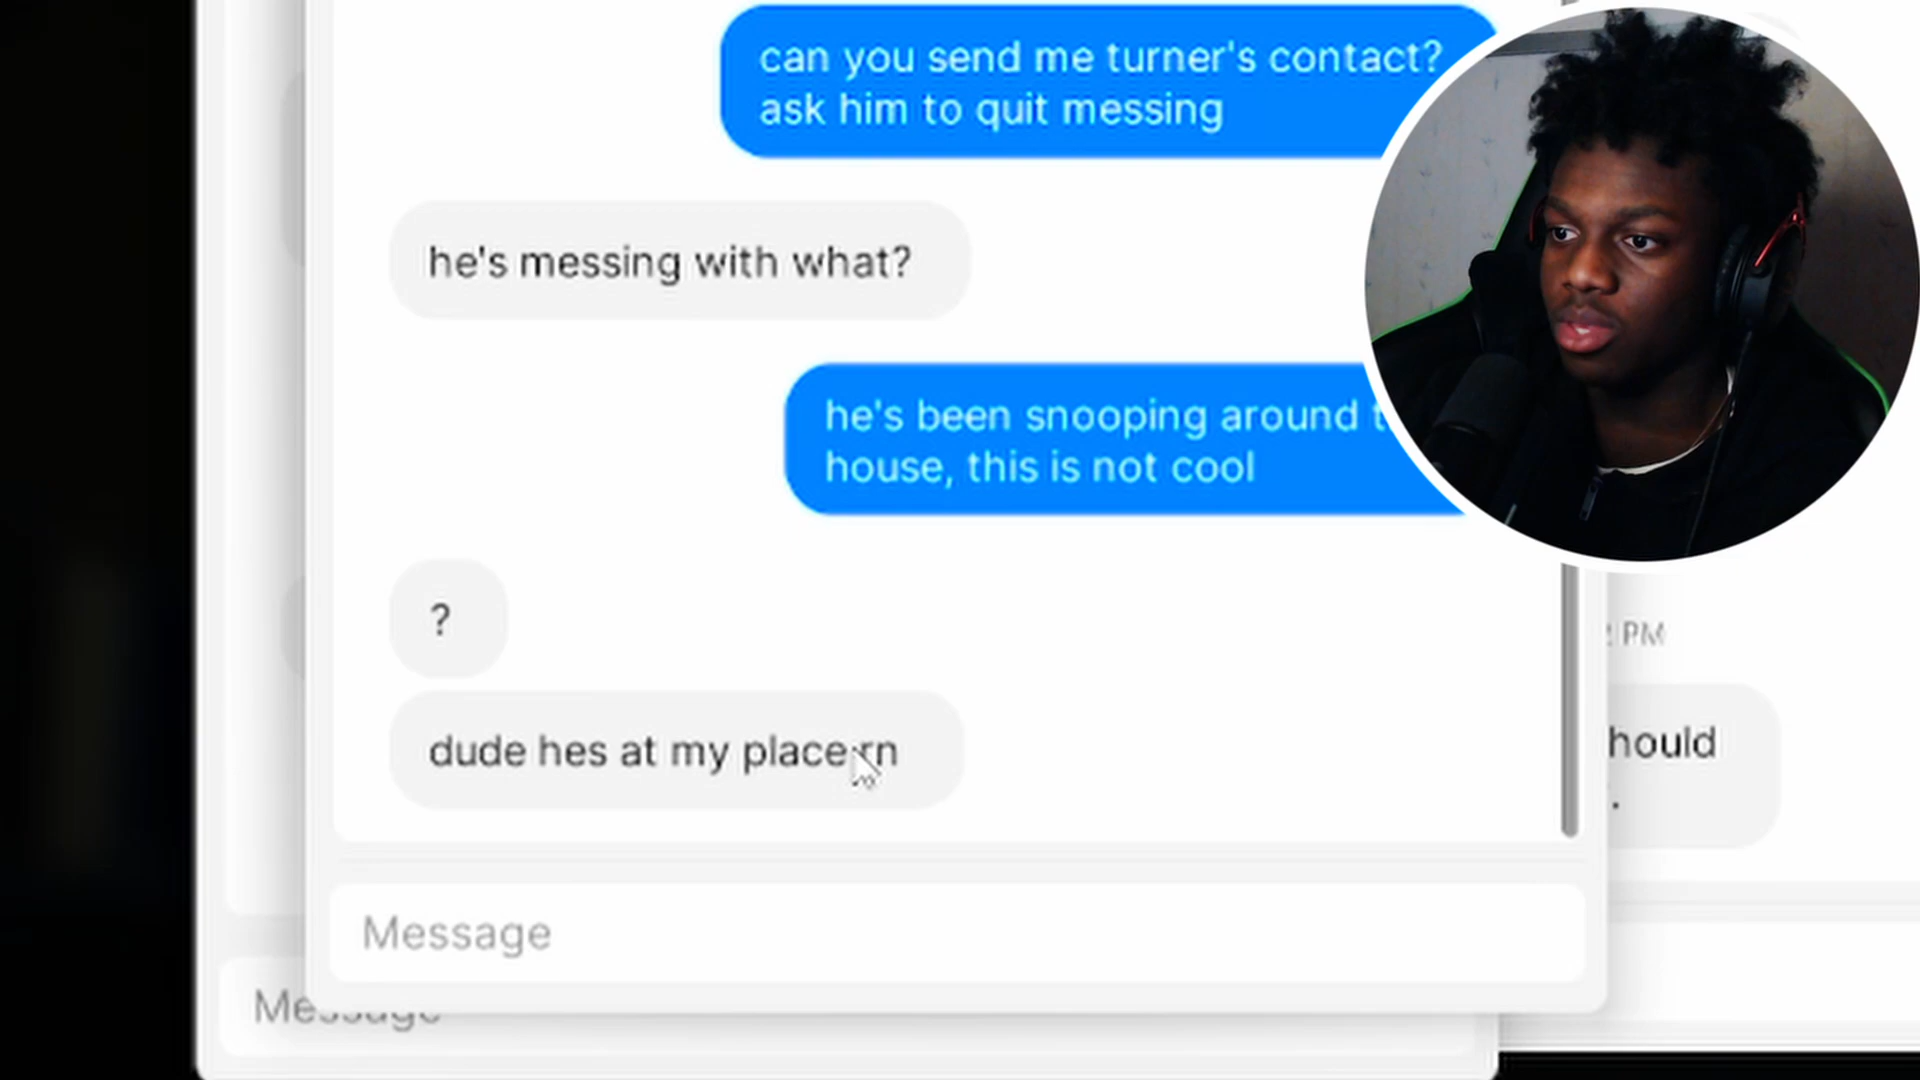 can you send me turner's contact?
ask him to quit messing
he's messing with what?
he's been snooping around
house, this is not cool
?
dude hes at my place rn
PM
hould
.
Message
Message